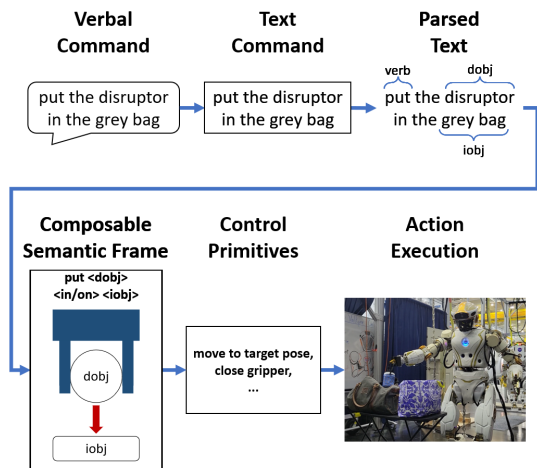 Verbal
Command
Text
Command
Parsed
Text
put the disruptor
in the grey bag
put the disruptor
in the grey bag
verb
dobj
put the disruptor
in the grey bag
iobj
Composable
Semantic Frame
Control
Primitives
Action
Execution
put <dobj>
<in/on> <iobj>
dobj
iobj
move to target pose,
close gripper,
...